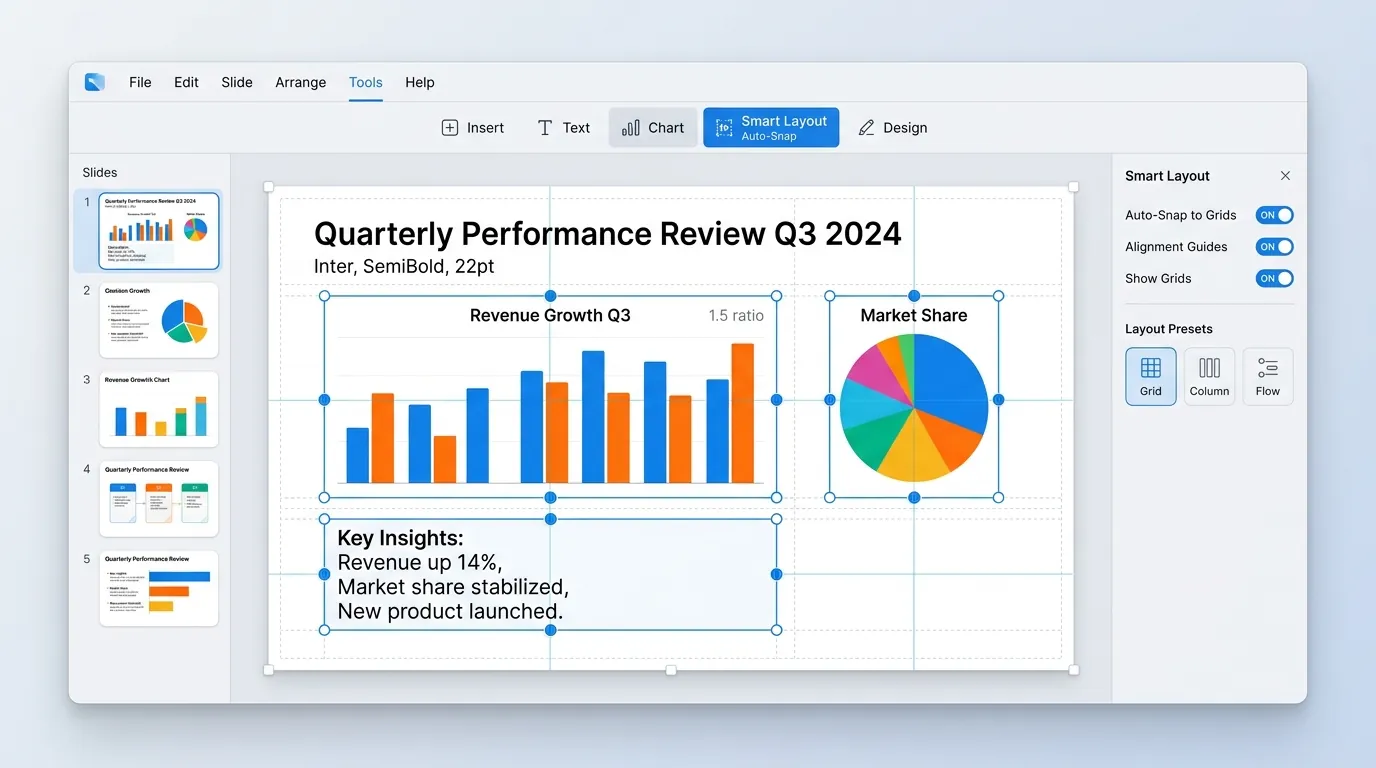 File Edit Slide Arrange Tools Help
Insert Text Chart Smart Layout Design
Auto-Snap
Slides
1
Quarterly Performance Review Q3 2024
2
Growth
3
Revenue Growth Chart
4
Quarterly Performance Review
5
Quarterly Performance Review
Quarterly Performance Review Q3 2024
Inter, SemiBold, 22pt
Revenue Growth Q3
1.5 ratio
Market Share
Key Insights:
Revenue up 14%,
Market share stabilized,
New product launched.
Smart Layout
Auto-Snap to Grids ON
Alignment Guides ON
Show Grids ON
Layout Presets
Grid Column Flow